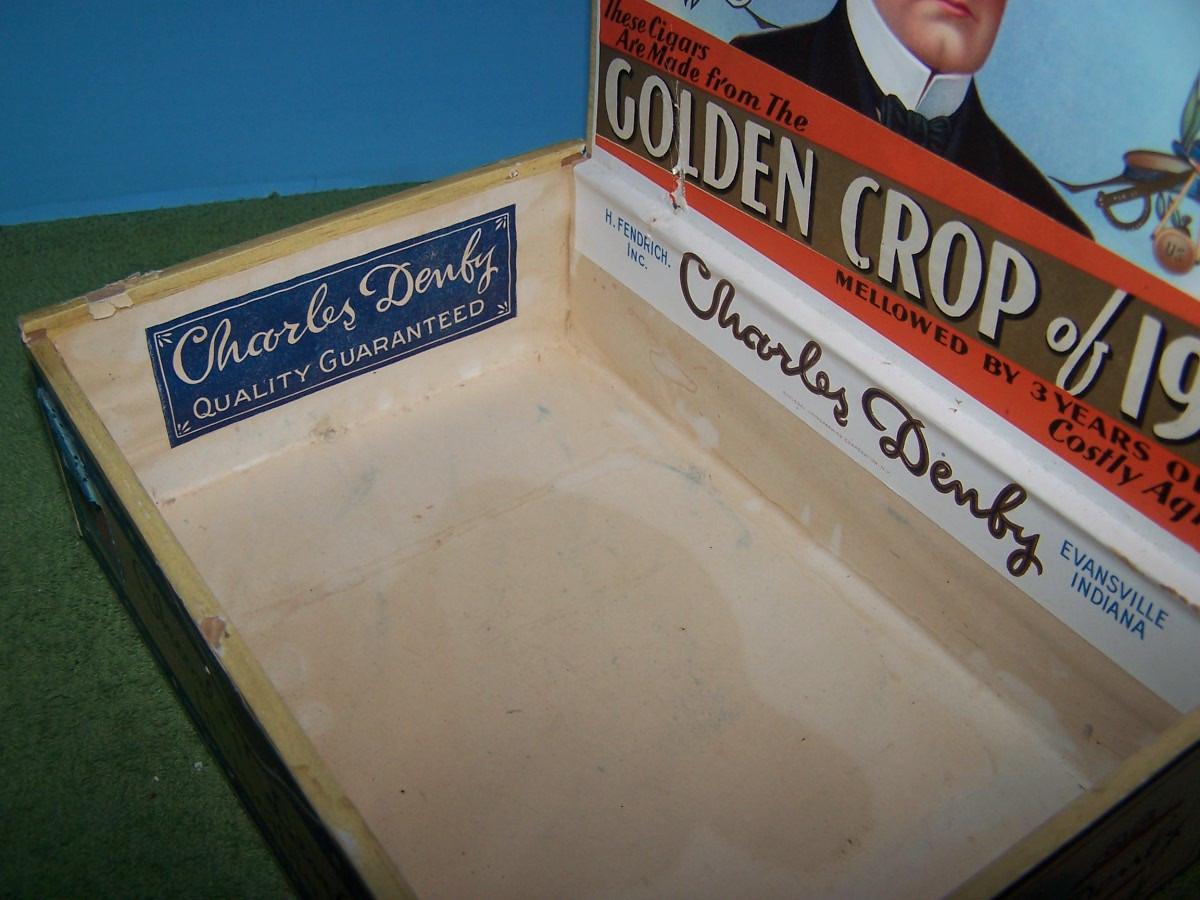 These Cigars
Are Made from The
GOLDEN CROP of 19
MELLOWED BY 3 YEARS
Costly
H. FENDRICH.
INC.
Charles Denby
EVANSVILLE
INDIANA
Charles Denby
QUALITY GUARANTEED